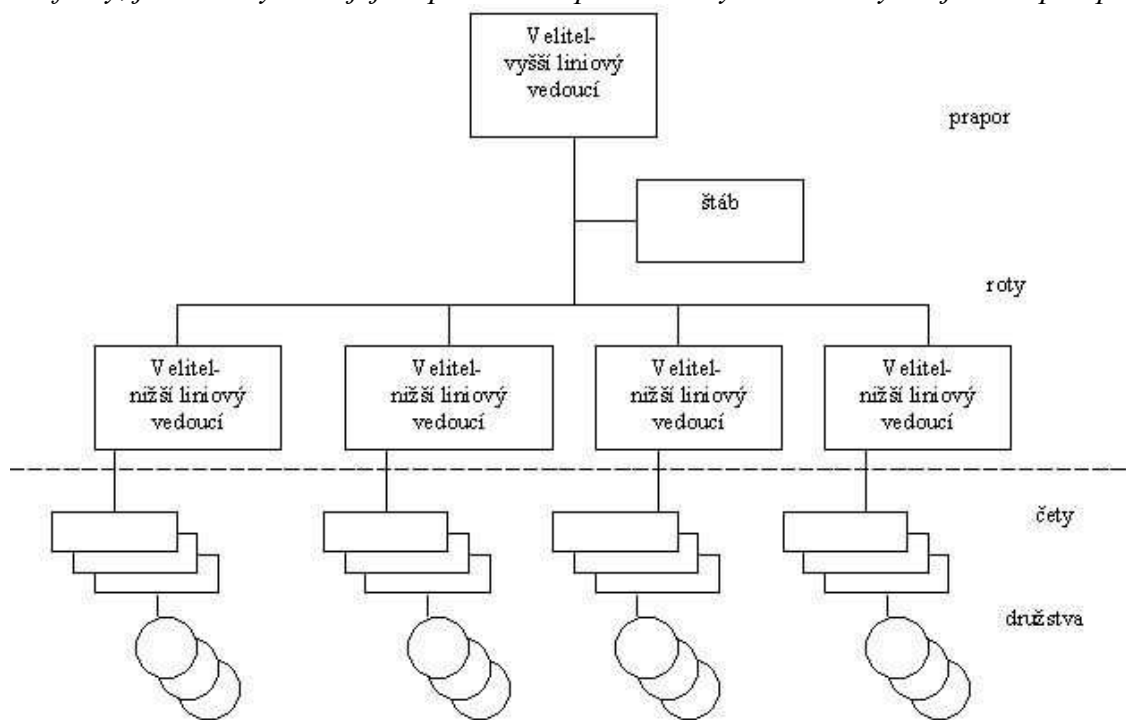 Velitel-
vyšší liniový
vedoucí
prapor
štáb
roty
Velitel-
nižší liniový
vedoucí
Velitel-
nižší liniový
vedoucí
Velitel-
nižší liniový
vedoucí
Velitel-
nižší liniový
vedoucí
čety
družstva